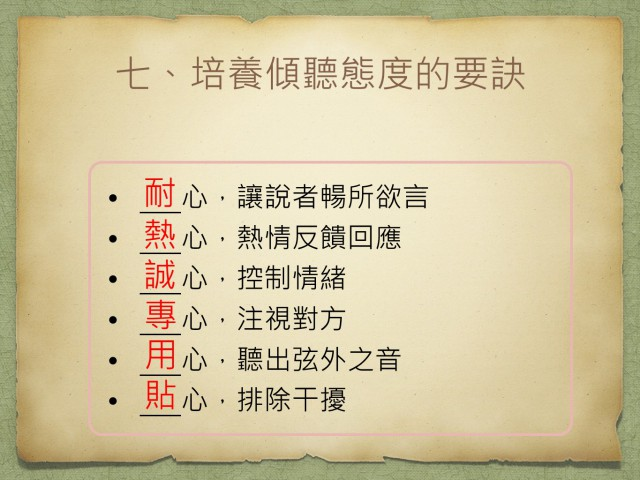 七、培養傾聽態度的要訣
• 耐心，讓說者暢所欲言
• 熱心，熱情反饋回應
• 誠心，控制情緒
• 專心，注視對方
• 用心，聽出弦外之音
• 貼心，排除干擾